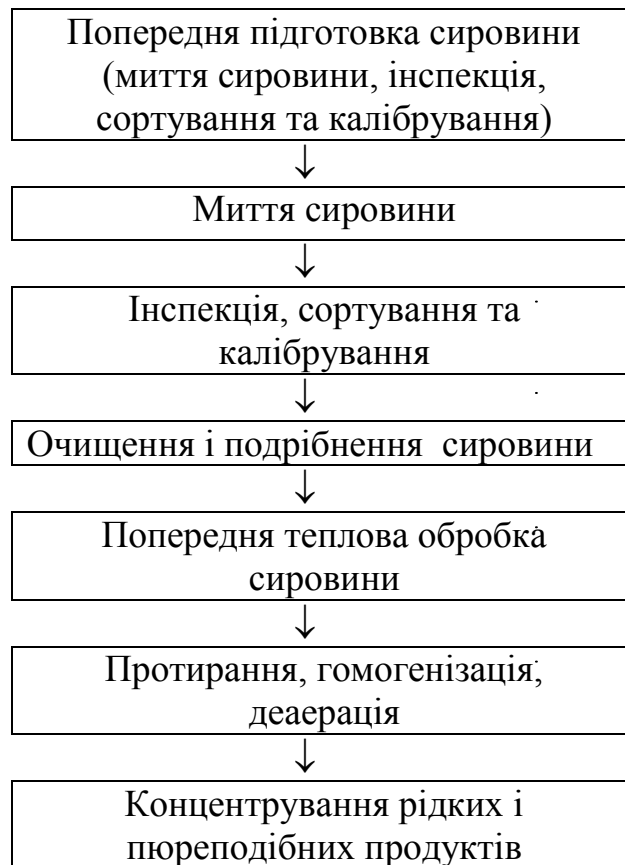 Попередня підготовка сировини
(миття сировини, інспекція,
сортування та калібрування)
↓
Миття сировини
↓
Інспекція, сортування та
калібрування
↓
Очищення і подрібнення сировини
↓
Попередня теплова обробка
сировини
↓
Протирання, гомогенізація,
деаерація
↓
Концентрування рідких і
пюреподібних продуктів